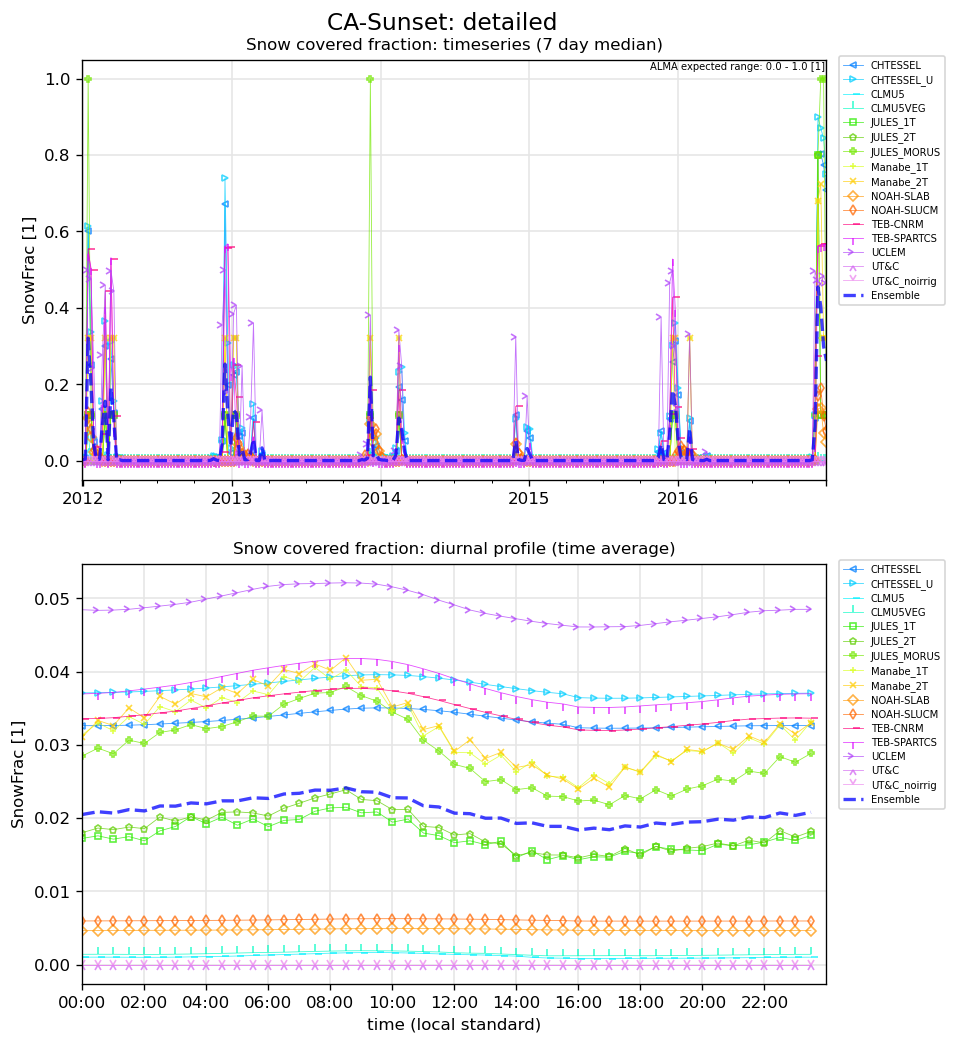 CA-Sunset: detailed
Snow covered fraction: timeseries (7 day median)
ALMA expected range: 0.0 - 1.0 [1]
SnowFrac [1]
1.0
0.8
0.6
0.4
0.2
0.0
2012
2013
2014
2015
2016
CHTESSEL
CHTESSEL_U
CLMU5
CLMU5VEG
JULES_1T
JULES_2T
JULES_MORUS
Manabe_1T
Manabe_2T
NOAH-SLAB
NOAH-SLUCM
TEB-CNRM
TEB-SPARTCS
UCLEM
UT&C
UT&C_noirrig
Ensemble
Snow covered fraction: diurnal profile (time average)
SnowFrac [1]
0.05
0.04
0.03
0.02
0.01
0.00
00:00
02:00
04:00
06:00
08:00
10:00
12:00
14:00
16:00
18:00
20:00
22:00
time (local standard)
CHTESSEL
CHTESSEL_U
CLMU5
CLMU5VEG
JULES_1T
JULES_2T
JULES_MORUS
Manabe_1T
Manabe_2T
NOAH-SLAB
NOAH-SLUCM
TEB-CNRM
TEB-SPARTCS
UCLEM
UT&C
UT&C_noirrig
Ensemble